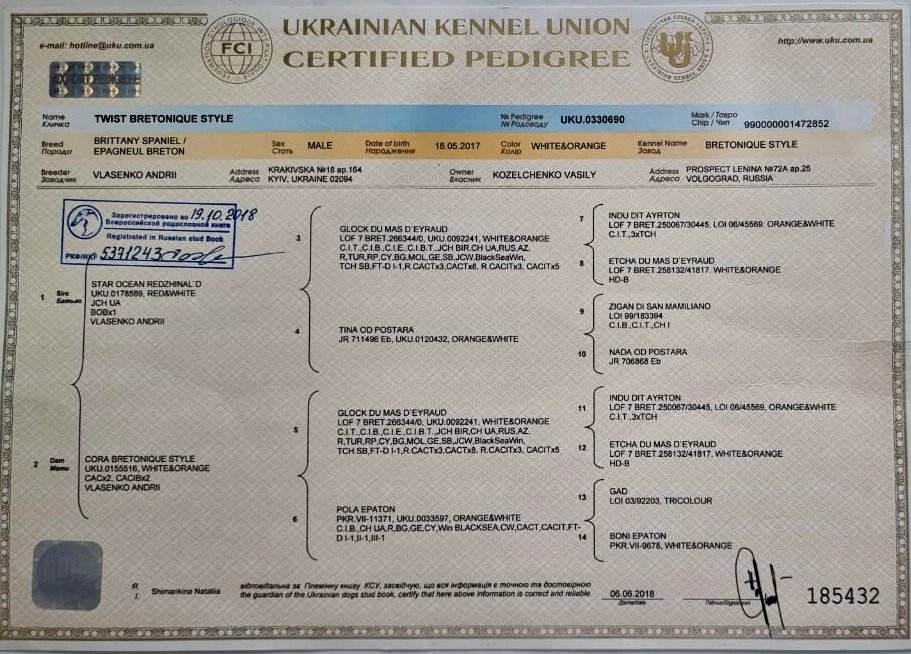 UKRAINIAN KENNEL UNION
CERTIFIED PEDIGREE
e-mail: hotline@uku.com.ua
FCI
http://www.uku.com.ua
Name TWIST BRETONIQUE STYLE № Pedigree UKU.0330690 Mark / Тавро
Кличка № Родоводу Chip / Чип 990000001472852
Breed BRITTANY SPANIEL / Sex MALE Date of birth 18.05.2017 Color WHITE&ORANGE Kennel Name BRETONIQUE STYLE
Порода EPAGNEUL BRETON Стать Народження Колір Завод
Breeder VLASENKO ANDRII Address KRAKIVSKA №18 ap.164 Owner KOZELCHENKO VASILY Address PROSPECT LENINA №72A ap.25
Заводчик Адреса KYIV, UKRAINE 02094 Власник Адреса VOLGOGRAD, RUSSIA
Зарегистрировано во 19.10.2018
Всероссийской родословной книге
Registered in Russian stud Book
1 Sire
Батько
STAR OCEAN REDZHINAL`D
UKU.0178569, RED&WHITE
JCH UA
BOBx1
VLASENKO ANDRII
2 Dam
Мати
CORA BRETONIQUE STYLE
UKU.0155516, WHITE&ORANGE
CACx2, CACIBx2
VLASENKO ANDRII
3
GLOCK DU MAS D'EYRAUD
LOF 7 BRET.266344/0, UKU.0092241, WHITE&ORANGE
C.I.T., C.I.B., C.I.E., C.I.B.T., JCH BIR,CH UA,RUS,AZ,
R,TUR,RP,CY,BG,MOL,GE,SB,JCW,BlackSeaWin,
TCH SB,FT-D I-1,R.CACTx3,CACTx8, R.CACITx3, CACITx5
4
TINA OD POSTARA
JR 711496 Eb, UKU.0120432, ORANGE&WHITE
5
GLOCK DU MAS D'EYRAUD
LOF 7 BRET.266344/0, UKU.0092241, WHITE&ORANGE
C.I.T., C.I.B., C.I.E., C.I.B.T., JCH BIR,CH UA,RUS,AZ,
R,TUR,RP,CY,BG,MOL,GE,SB,JCW,BlackSeaWin,
TCH SB,FT-D I-1,R.CACTx3,CACTx8, R.CACITx3, CACITx5
6
POLA EPATON
PKR.VII-11371, UKU.0033597, ORANGE&WHITE
C.I.B.,CH UA,R,BG,GE,CY,Win BLACKSEA,CW,CACT,CACIT,FT-
D I-1,II-1,III-1
7
INDU DIT AYRTON
LOF 7 BRET.250067/30445, LOI 06/45569, ORANGE&WHITE
C.I.T.,3xTCH
8
ETCHA DU MAS D'EYRAUD
LOF 7 BRET.258132/41817, WHITE&ORANGE
HD-B
9
ZIGAN DI SAN MAMILIANO
LOI 99/183394
C.I.B.,C.I.T.,CH I
10
NADA OD POSTARA
JR 706868 Eb
11
INDU DIT AYRTON
LOF 7 BRET.250067/30445, LOI 06/45569, ORANGE&WHITE
C.I.T.,3xTCH
12
ETCHA DU MAS D'EYRAUD
LOF 7 BRET.258132/41817, WHITE&ORANGE
HD-B
13
GAD
LOI 03/92203, TRICOLOUR
14
BONI EPATON
PKR.VII-9678, WHITE&ORANGE
Я, Shimankina Nataliia відповідальна за Племінну книгу КСУ, засвідчую, що вся інформація є точною та достовірною
I, the guardian of the Ukrainian dogs stud book, certify that here above information is correct and reliable
06.06.2018
185432